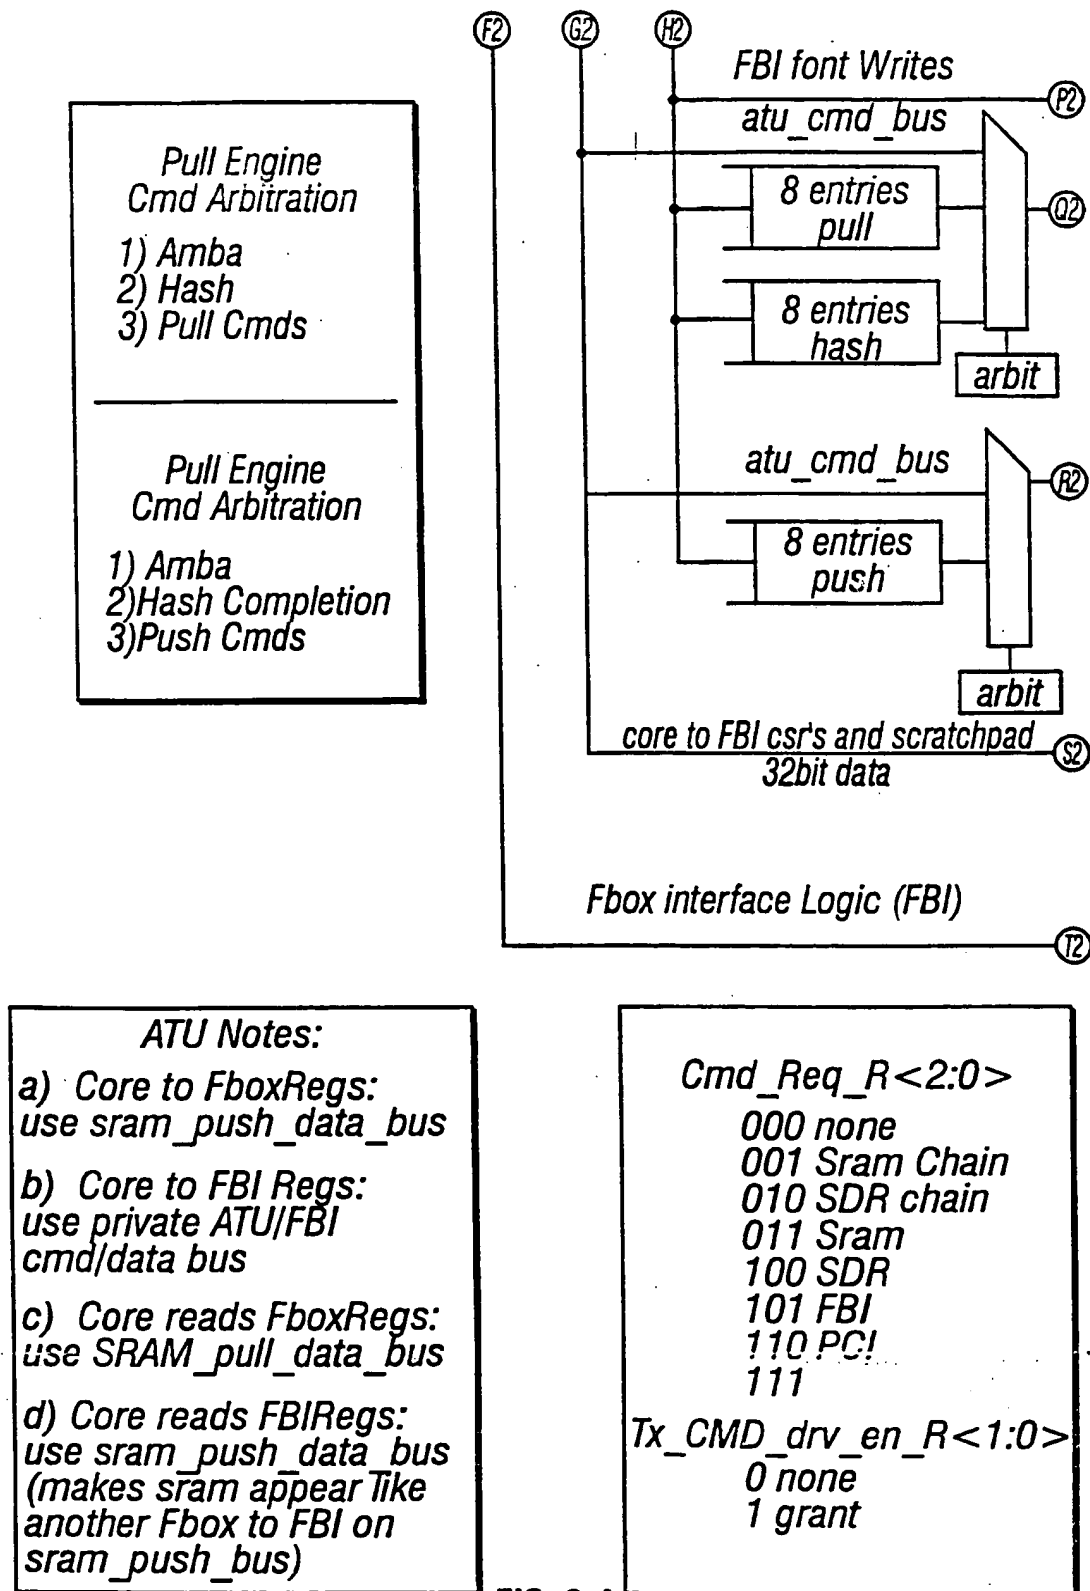 F2
G2
H2
FBI font Writes
P2
atu_cmd_bus
8 entries
pull
Q2
8 entries
hash
arbit
Pull Engine
Cmd Arbitration
1) Amba
2) Hash
3) Pull Cmds
Pull Engine
Cmd Arbitration
1) Amba
2)Hash Completion
3)Push Cmds
atu_cmd_bus
R2
8 entries
push
arbit
core to FBI csr's and scratchpad
32bit data
S2
Fbox interface Logic (FBI)
T2
ATU Notes:
a) Core to FboxRegs:
use sram_push_data_bus
b) Core to FBI Regs:
use private ATU/FBI
cmd/data bus
c) Core reads FboxRegs:
use SRAM_pull_data_bus
d) Core reads FBIRegs:
use sram_push_data_bus
(makes sram appear like
another Fbox to FBI on
sram_push_bus)
Cmd_Req_R<2:0>
000 none
001 Sram Chain
010 SDR chain
011 Sram
100 SDR
101 FBI
110 PCI
111
Tx_CMD_drv_en_R<1:0>
0 none
1 grant